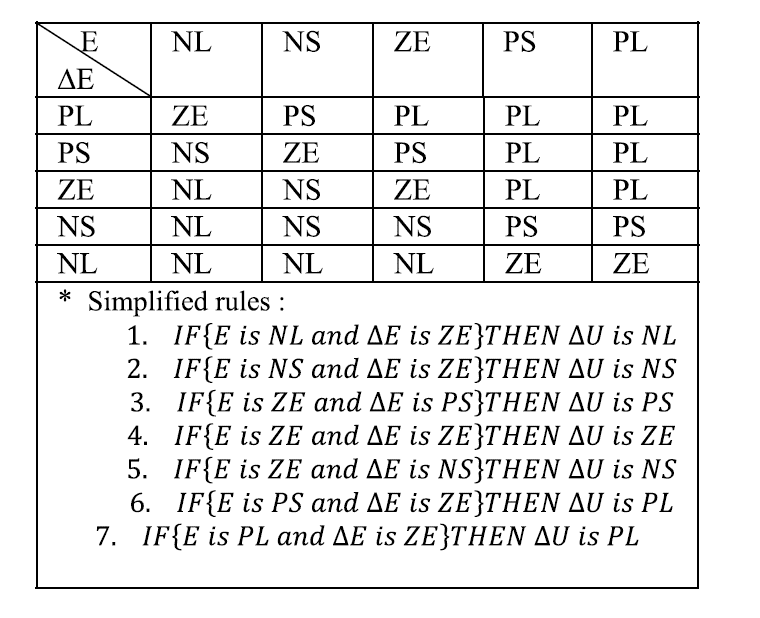 E NL NS ZE PS PL
ΔE
PL ZE PS PL PL PL
PS NS ZE PS PL PL
ZE NL NS ZE PL PL
NS NL NS NS PS PS
NL NL NL NL ZE ZE
* Simplified rules :
1. IF{E is NL and ΔE is ZE}THEN ΔU is NL
2. IF{E is NS and ΔE is ZE}THEN ΔU is NS
3. IF{E is ZE and ΔE is PS}THEN ΔU is PS
4. IF{E is ZE and ΔE is ZE}THEN ΔU is ZE
5. IF{E is ZE and ΔE is NS}THEN ΔU is NS
6. IF{E is PS and ΔE is ZE}THEN ΔU is PL
7. IF{E is PL and ΔE is ZE}THEN ΔU is PL